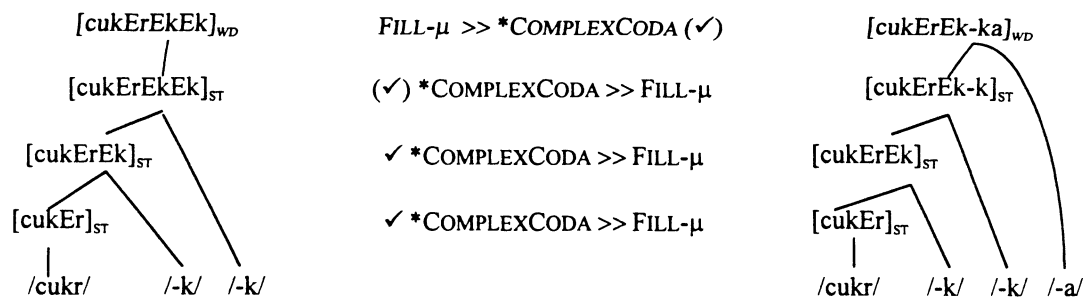 [cukErEkEk]WD FILL-μ >> *COMPLEXCODA (✓) [cukErEk-ka]WD
[cukErEkEk]ST (✓) *COMPLEXCODA >> FILL-μ [cukErEk-k]ST
[cukErEk]ST ✓ *COMPLEXCODA >> FILL-μ [cukErEk]ST
[cukEr]ST ✓ *COMPLEXCODA >> FILL-μ [cukEr]ST
/cukr/ /-k/ /-k/ /cukr/ /-k/ /-k/ /-a/